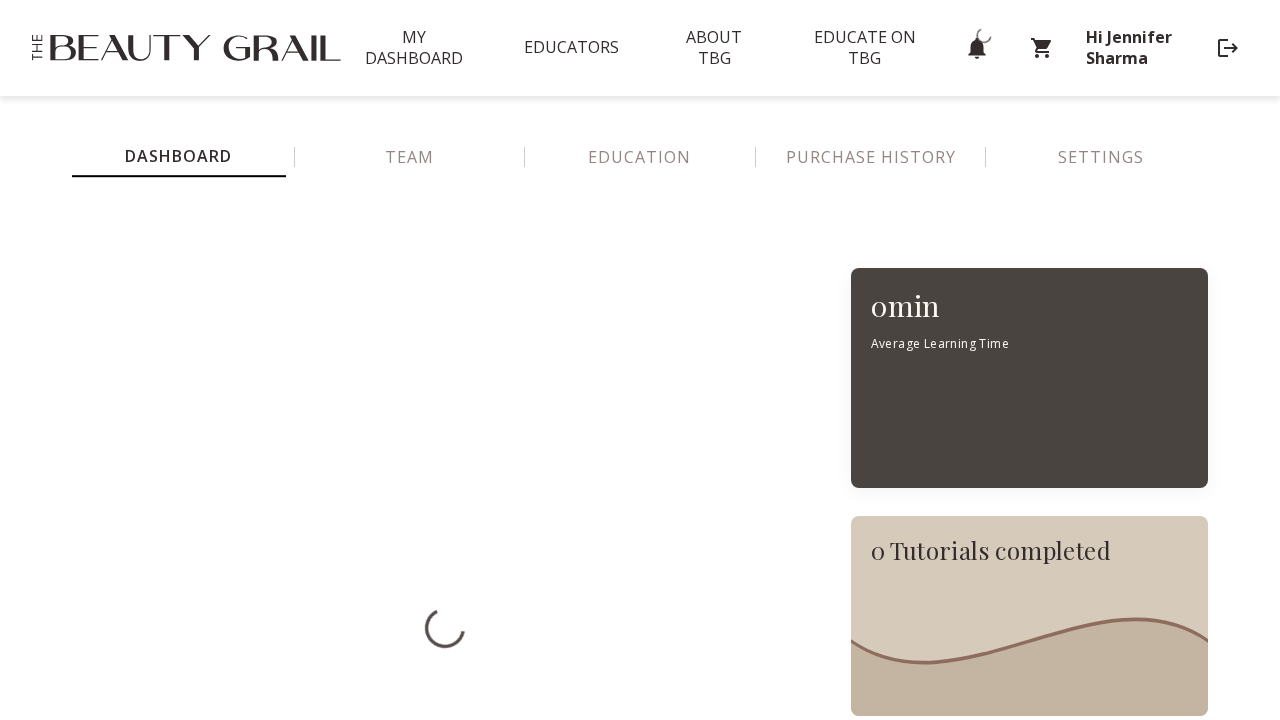 THE BEAUTY GRAIL
MY
DASHBOARD
EDUCATORS
ABOUT
TBG
EDUCATE ON
TBG
Hi Jennifer
Sharma
DASHBOARD
TEAM
EDUCATION
PURCHASE HISTORY
SETTINGS
0min
Average Learning Time
0 Tutorials completed